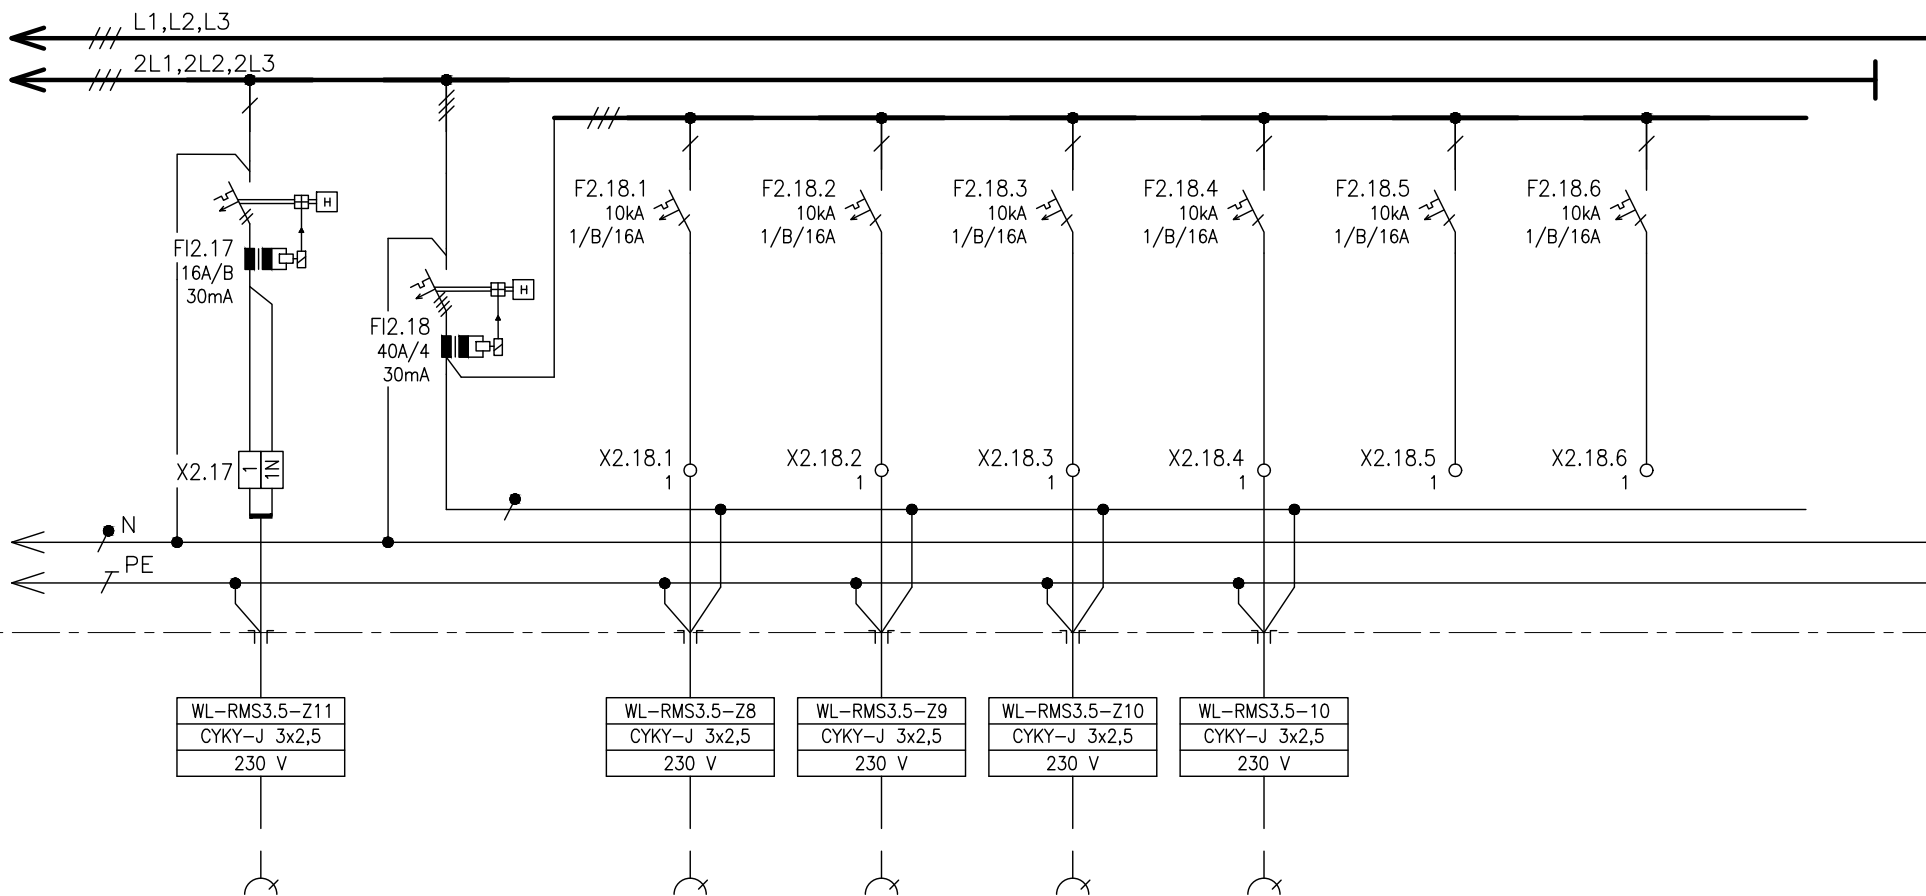 L1,L2,L3
2L1,2L2,2L3
F2.18.1
10kA
1/B/16A
F2.18.2
10kA
1/B/16A
F2.18.3
10kA
1/B/16A
F2.18.4
10kA
1/B/16A
F2.18.5
10kA
1/B/16A
F2.18.6
10kA
1/B/16A
H
FI2.17
16A/B
30mA
H
FI2.18
40A/4
30mA
X2.17
1
1N
X2.18.1
1
X2.18.2
1
X2.18.3
1
X2.18.4
1
X2.18.5
1
X2.18.6
1
N
PE
WL-RMS3.5-Z11
CYKY-J 3x2,5
230 V
WL-RMS3.5-Z8
CYKY-J 3x2,5
230 V
WL-RMS3.5-Z9
CYKY-J 3x2,5
230 V
WL-RMS3.5-Z10
CYKY-J 3x2,5
230 V
WL-RMS3.5-10
CYKY-J 3x2,5
230 V